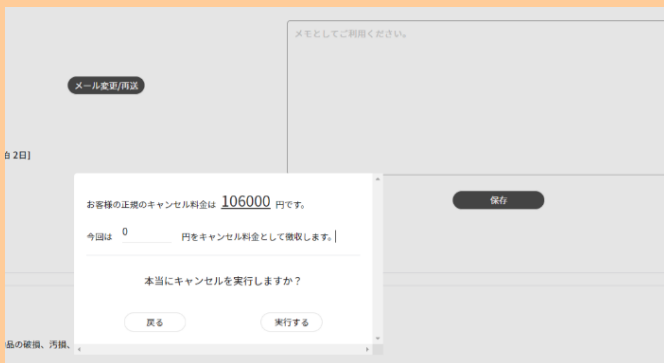 メモとしてご利用ください。
メール変更/再送
泊 2日]
保存
お客様の正規のキャンセル料金は 106000 円です。
今回は 0 円をキャンセル料金として徴収します。
本当にキャンセルを実行しますか？
戻る 実行する
品の破損、汚損、